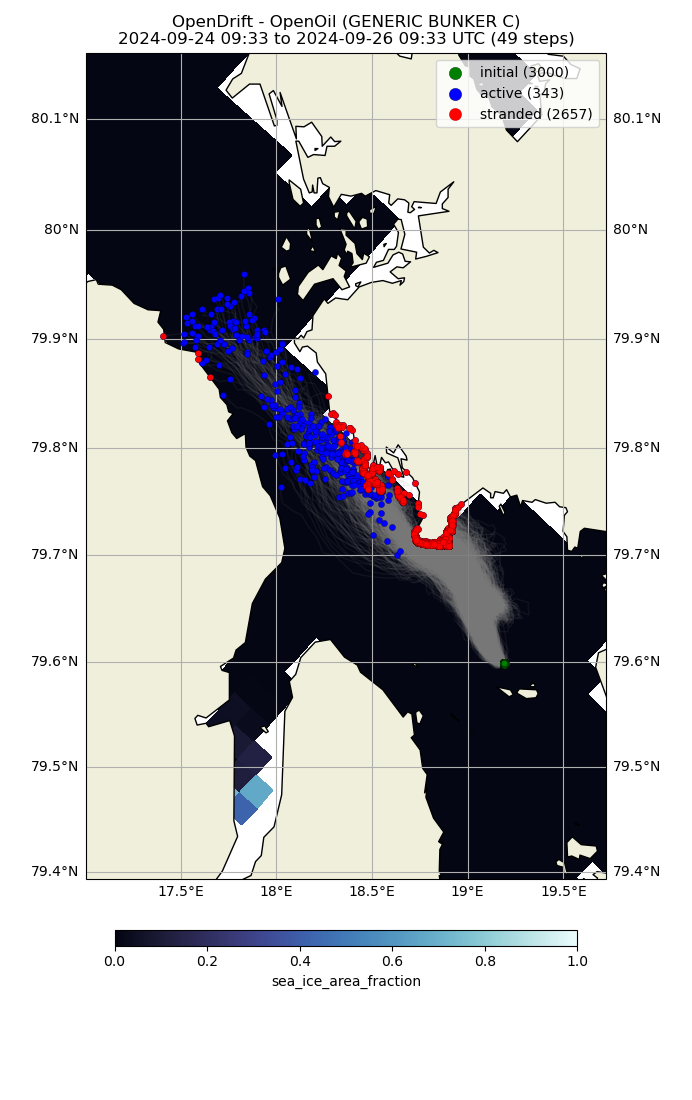 OpenDrift - OpenOil (GENERIC BUNKER C)
2024-09-24 09:33 to 2024-09-26 09:33 UTC (49 steps)
initial (3000)
active (343)
stranded (2657)
80.1°N 80.1°N
80°N 80°N
79.9°N 79.9°N
79.8°N 79.8°N
79.7°N 79.7°N
79.6°N 79.6°N
79.5°N 79.5°N
79.4°N 79.4°N
17.5°E 18°E 18.5°E 19°E 19.5°E
0.0 0.2 0.4 0.6 0.8 1.0
sea_ice_area_fraction